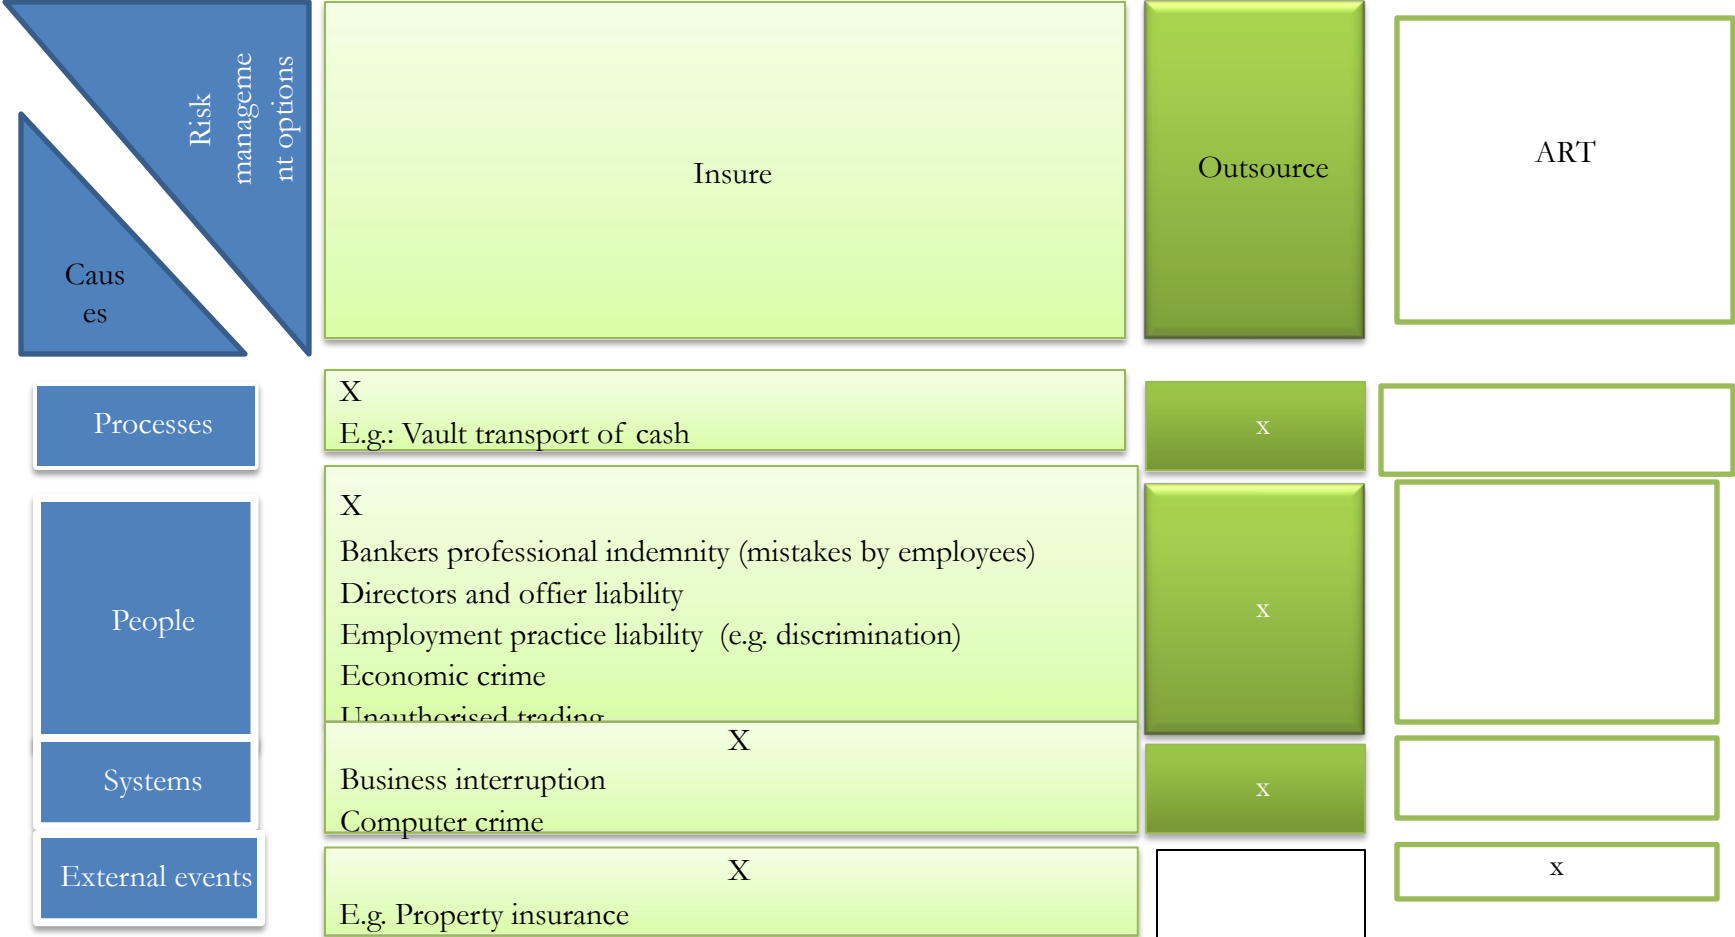 Risk
manageme
nt options
Caus
es
Insure
Outsource
ART
Processes
X
E.g.: Vault transport of cash
x
People
X
Bankers professional indemnity (mistakes by employees)
Directors and offier liability
Employment practice liability (e.g. discrimination)
Economic crime
Unauthorised trading
x
Systems
X
Business interruption
Computer crime
x
External events
X
E.g. Property insurance
x